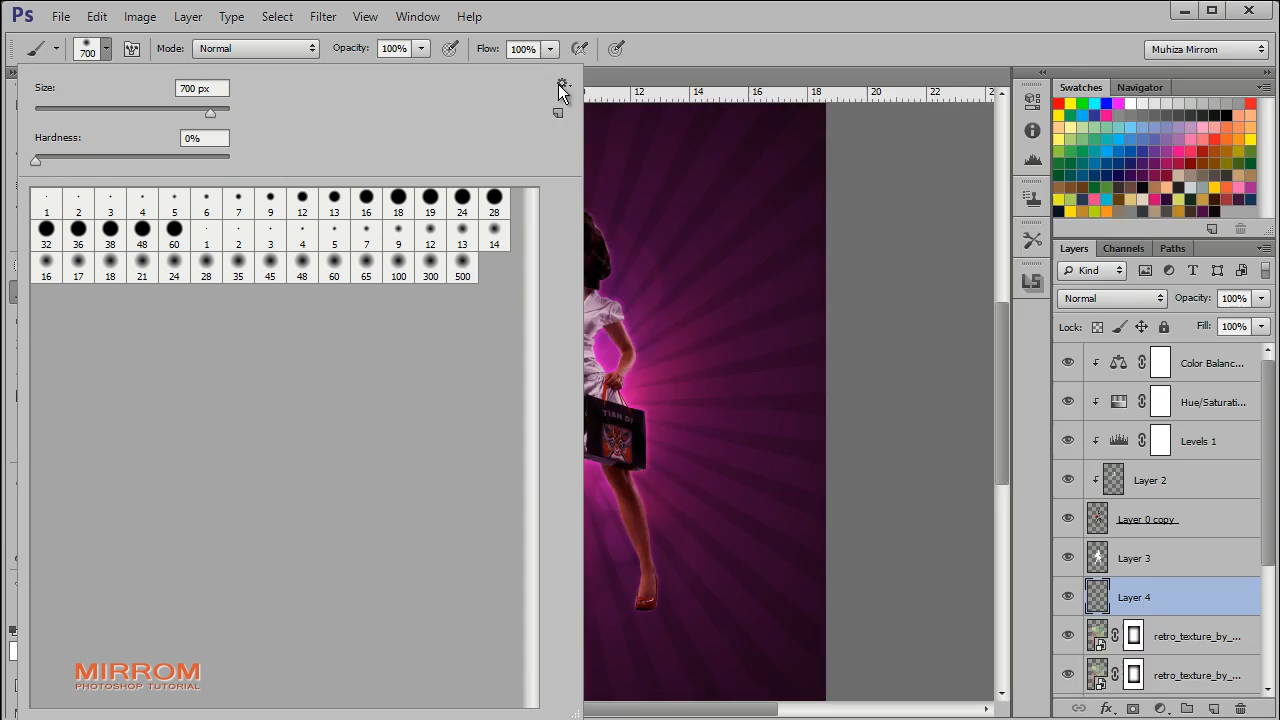 Ps File Edit Image Layer Type Select Filter View Window Help
700 Mode: Normal Opacity: 100% Flow: 100% Muhiza Mirrom
Size: 700 px
Hardness: 0%
1 2 3 4 5 6 7 9 12 13 16 18 19 24 28
32 36 38 48 60 1 2 3 4 5 7 9 12 13 14
16 17 18 21 24 28 35 45 48 60 65 100 300 500
12 14 16 18 20 22
TIAN DI
MIRROM
PHOTOSHOP TUTORIAL
Swatches Navigator
Layers Channels Paths
Kind
Normal Opacity: 100%
Lock: Fill: 100%
Color Balanc...
Hue/Saturati...
Levels 1
Layer 2
Layer 0 copy
Layer 3
Layer 4
retro_texture_by_...
retro_texture_by_...
fx